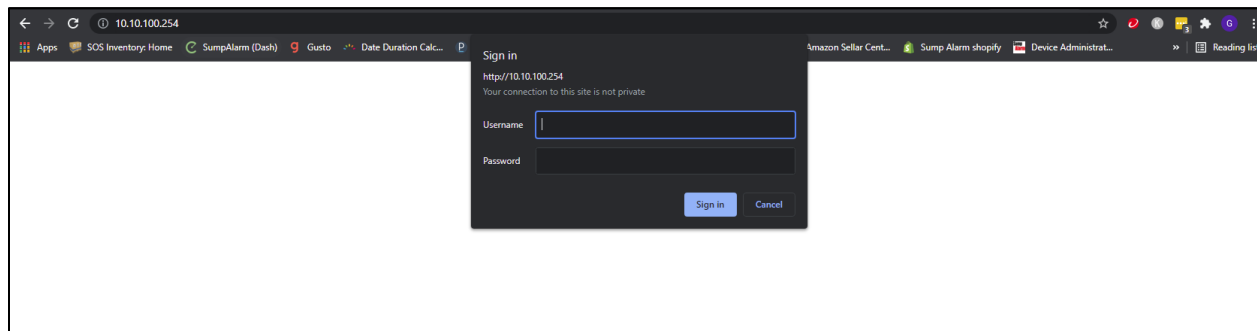 10.10.100.254
Apps SOS Inventory: Home SumpAlarm (Dash) Gusto Date Duration Calc... Amazon Sellar Cent... Sump Alarm shopify Device Administrat... » Reading lis
Sign in
http://10.10.100.254
Your connection to this site is not private
Username
Password
Sign in Cancel